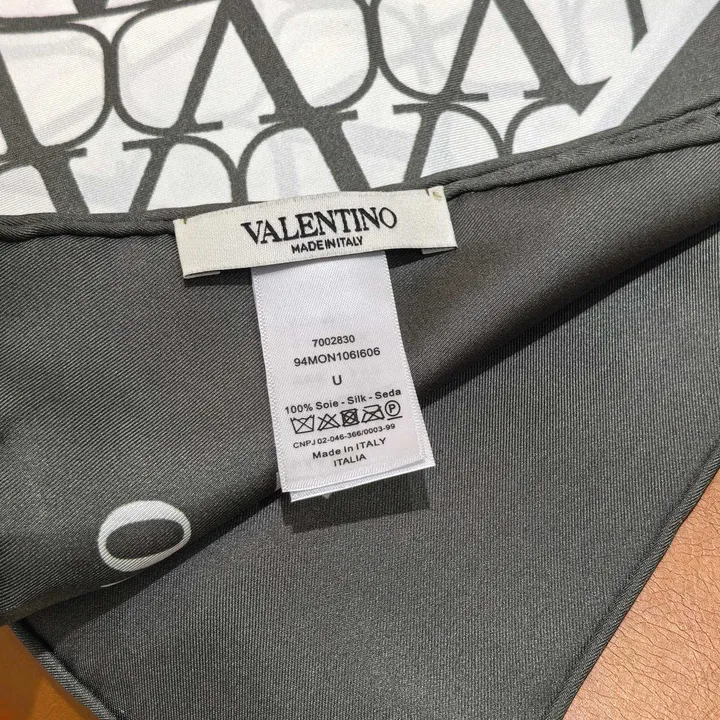 VALENTINO
MADE IN ITALY
7002830
94MON106I606
U
100% Soie - Silk - Seda
CNPJ 02-046-366/0003-99
Made in ITALY
ITALIA